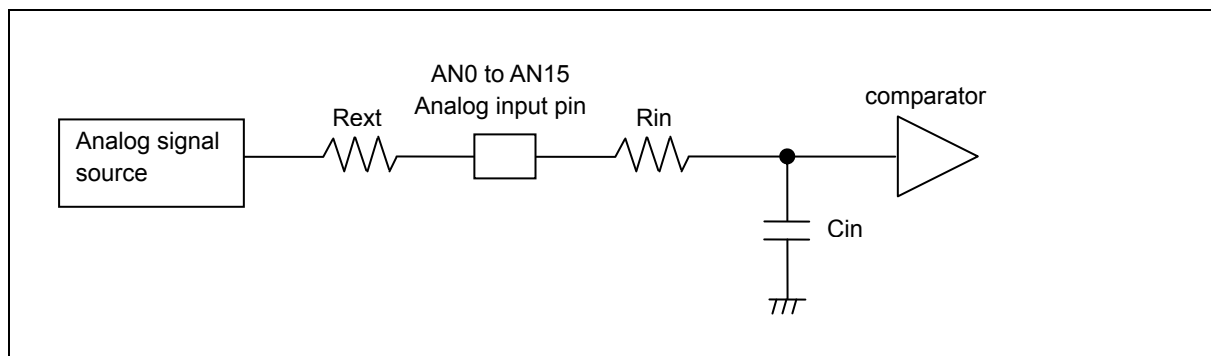 AN0 to AN15
Analog input pin
comparator
Rext
Rin
Analog signal
source
Cin